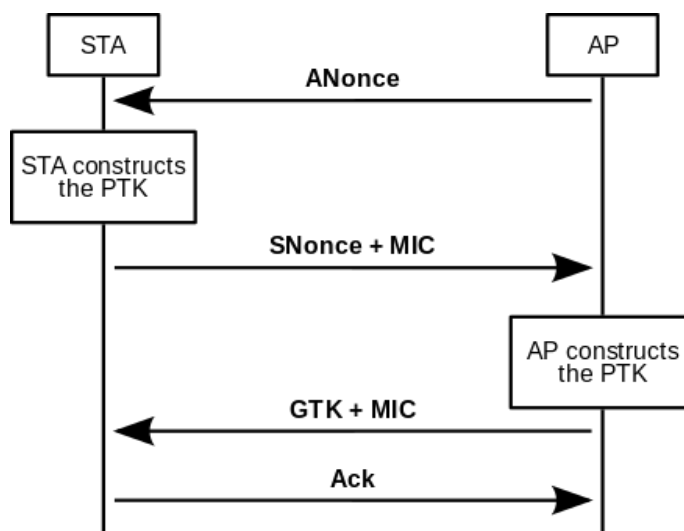 STA
AP
ANonce
STA constructs
the PTK
SNonce + MIC
AP constructs
the PTK
GTK + MIC
Ack